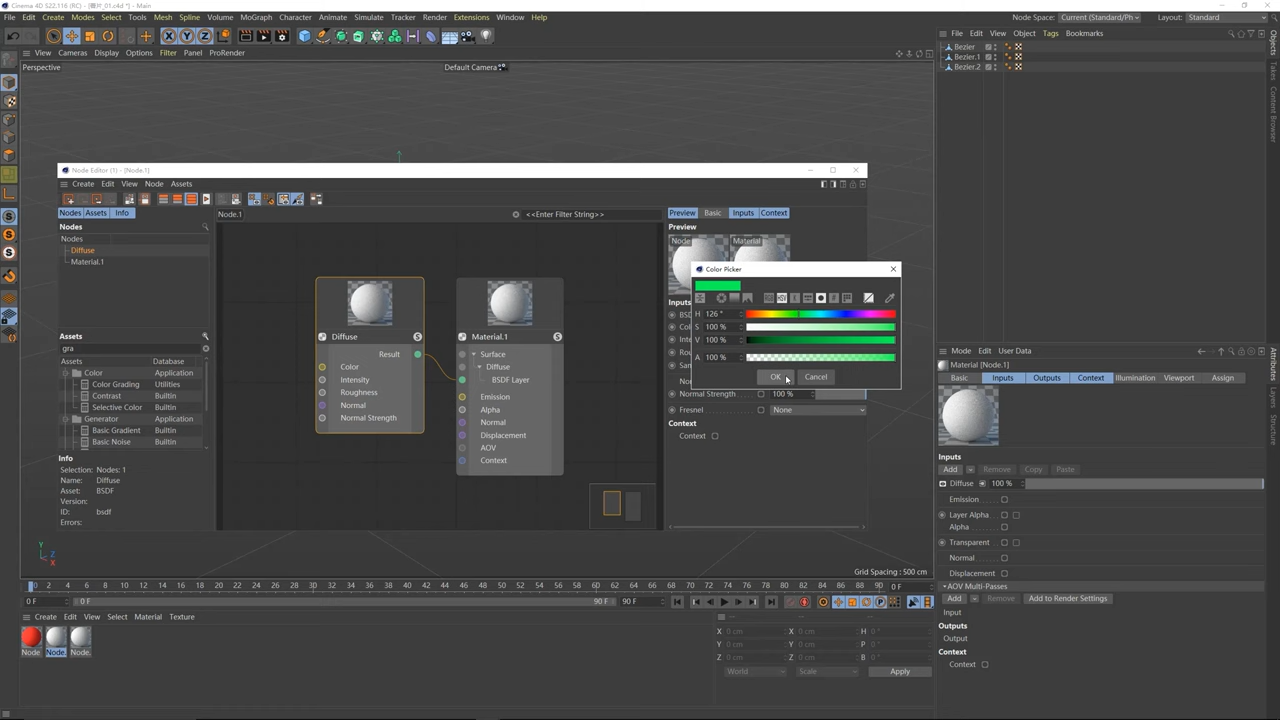 Cinema 4D S22.116 (RC) - [
_01.c4d *] - Main
File Edit Create Modes Select Tools Mesh Spline Volume MoGraph Character Animate Simulate Tracker Render Extensions Window Help
Node Space: Current (Standard/Ph Layout: Standard
View Cameras Display Options Filter Panel ProRender
File Edit View Object Tags Bookmarks
Perspective
Default Camera
Bezier
Bezier.1
Bezier.2
Objects
Takes
Content Browser
Node Editor (1) - [Node.1]
Create Edit View Node Assets
Nodes Assets Info
Node.1
<<Enter Filter String>>
Preview Basic Inputs Context
Nodes
Nodes
Diffuse
Material.1
Preview
Node
Material
Color Picker
Inputs
H 126 °
S 100 %
V 100 %
A 100 %
OK Cancel
Diffuse
Result
Color
Intensity
Roughness
Normal
Normal Strength
Material.1
Surface
Diffuse
BSDF Layer
Emission
Alpha
Normal
Displacement
AOV
Context
Normal Strength 100 %
Fresnel None
Context
Context
Assets
gra
Assets Database
Color Application
Color Grading Utilities
Contrast Builtin
Selective Color Builtin
Generator Application
Basic Gradient Builtin
Basic Noise Builtin
Info
Selection: Nodes: 1
Name: Diffuse
Asset: BSDF
Version:
ID: bsdf
Errors:
Mode Edit User Data
Material [Node.1]
Basic Inputs Outputs Context Illumination Viewport Assign
Attributes
Layers
Structure
Inputs
Add Remove Copy Paste
Diffuse 100 %
Emission
Layer Alpha
Alpha
Transparent
Normal
Displacement
AOV Multi-Passes
Add Remove Add to Render Settings
Input
Outputs
Output
Context
Context
Y
Z
X
Grid Spacing : 500 cm
0 2 4 6 8 10 12 14 16 18 20 22 24 26 28 30 32 34 36 38 40 42 44 46 48 50 52 54 56 58 60 62 64 66 68 70 72 74 76 78 80 82 84 86 88 90 0 F
0 F 0 F 90 F 90 F
Create Edit View Select Material Texture
Node Node. Node.
X 0 cm X 0 cm H 0 °
Y 0 cm Y 0 cm P 0 °
Z 0 cm Z 0 cm B 0 °
World Scale Apply